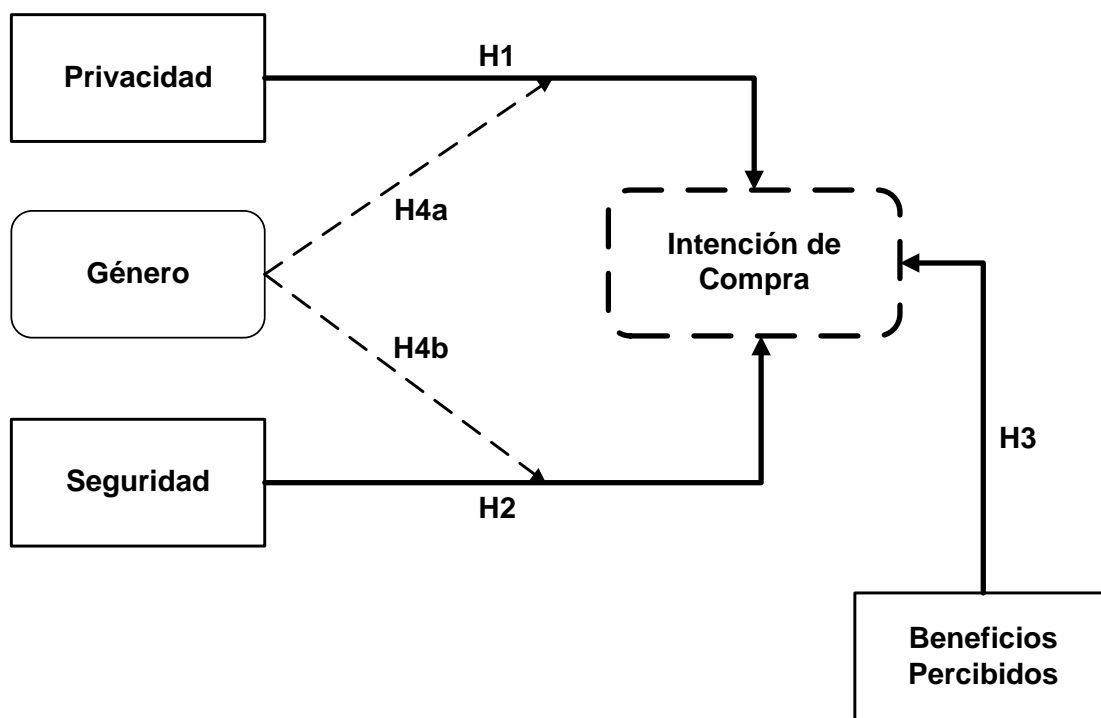 H1
Privacidad
H4a
Género
Intención de
Compra
H4b
Seguridad
H2
H3
Beneficios
Percibidos